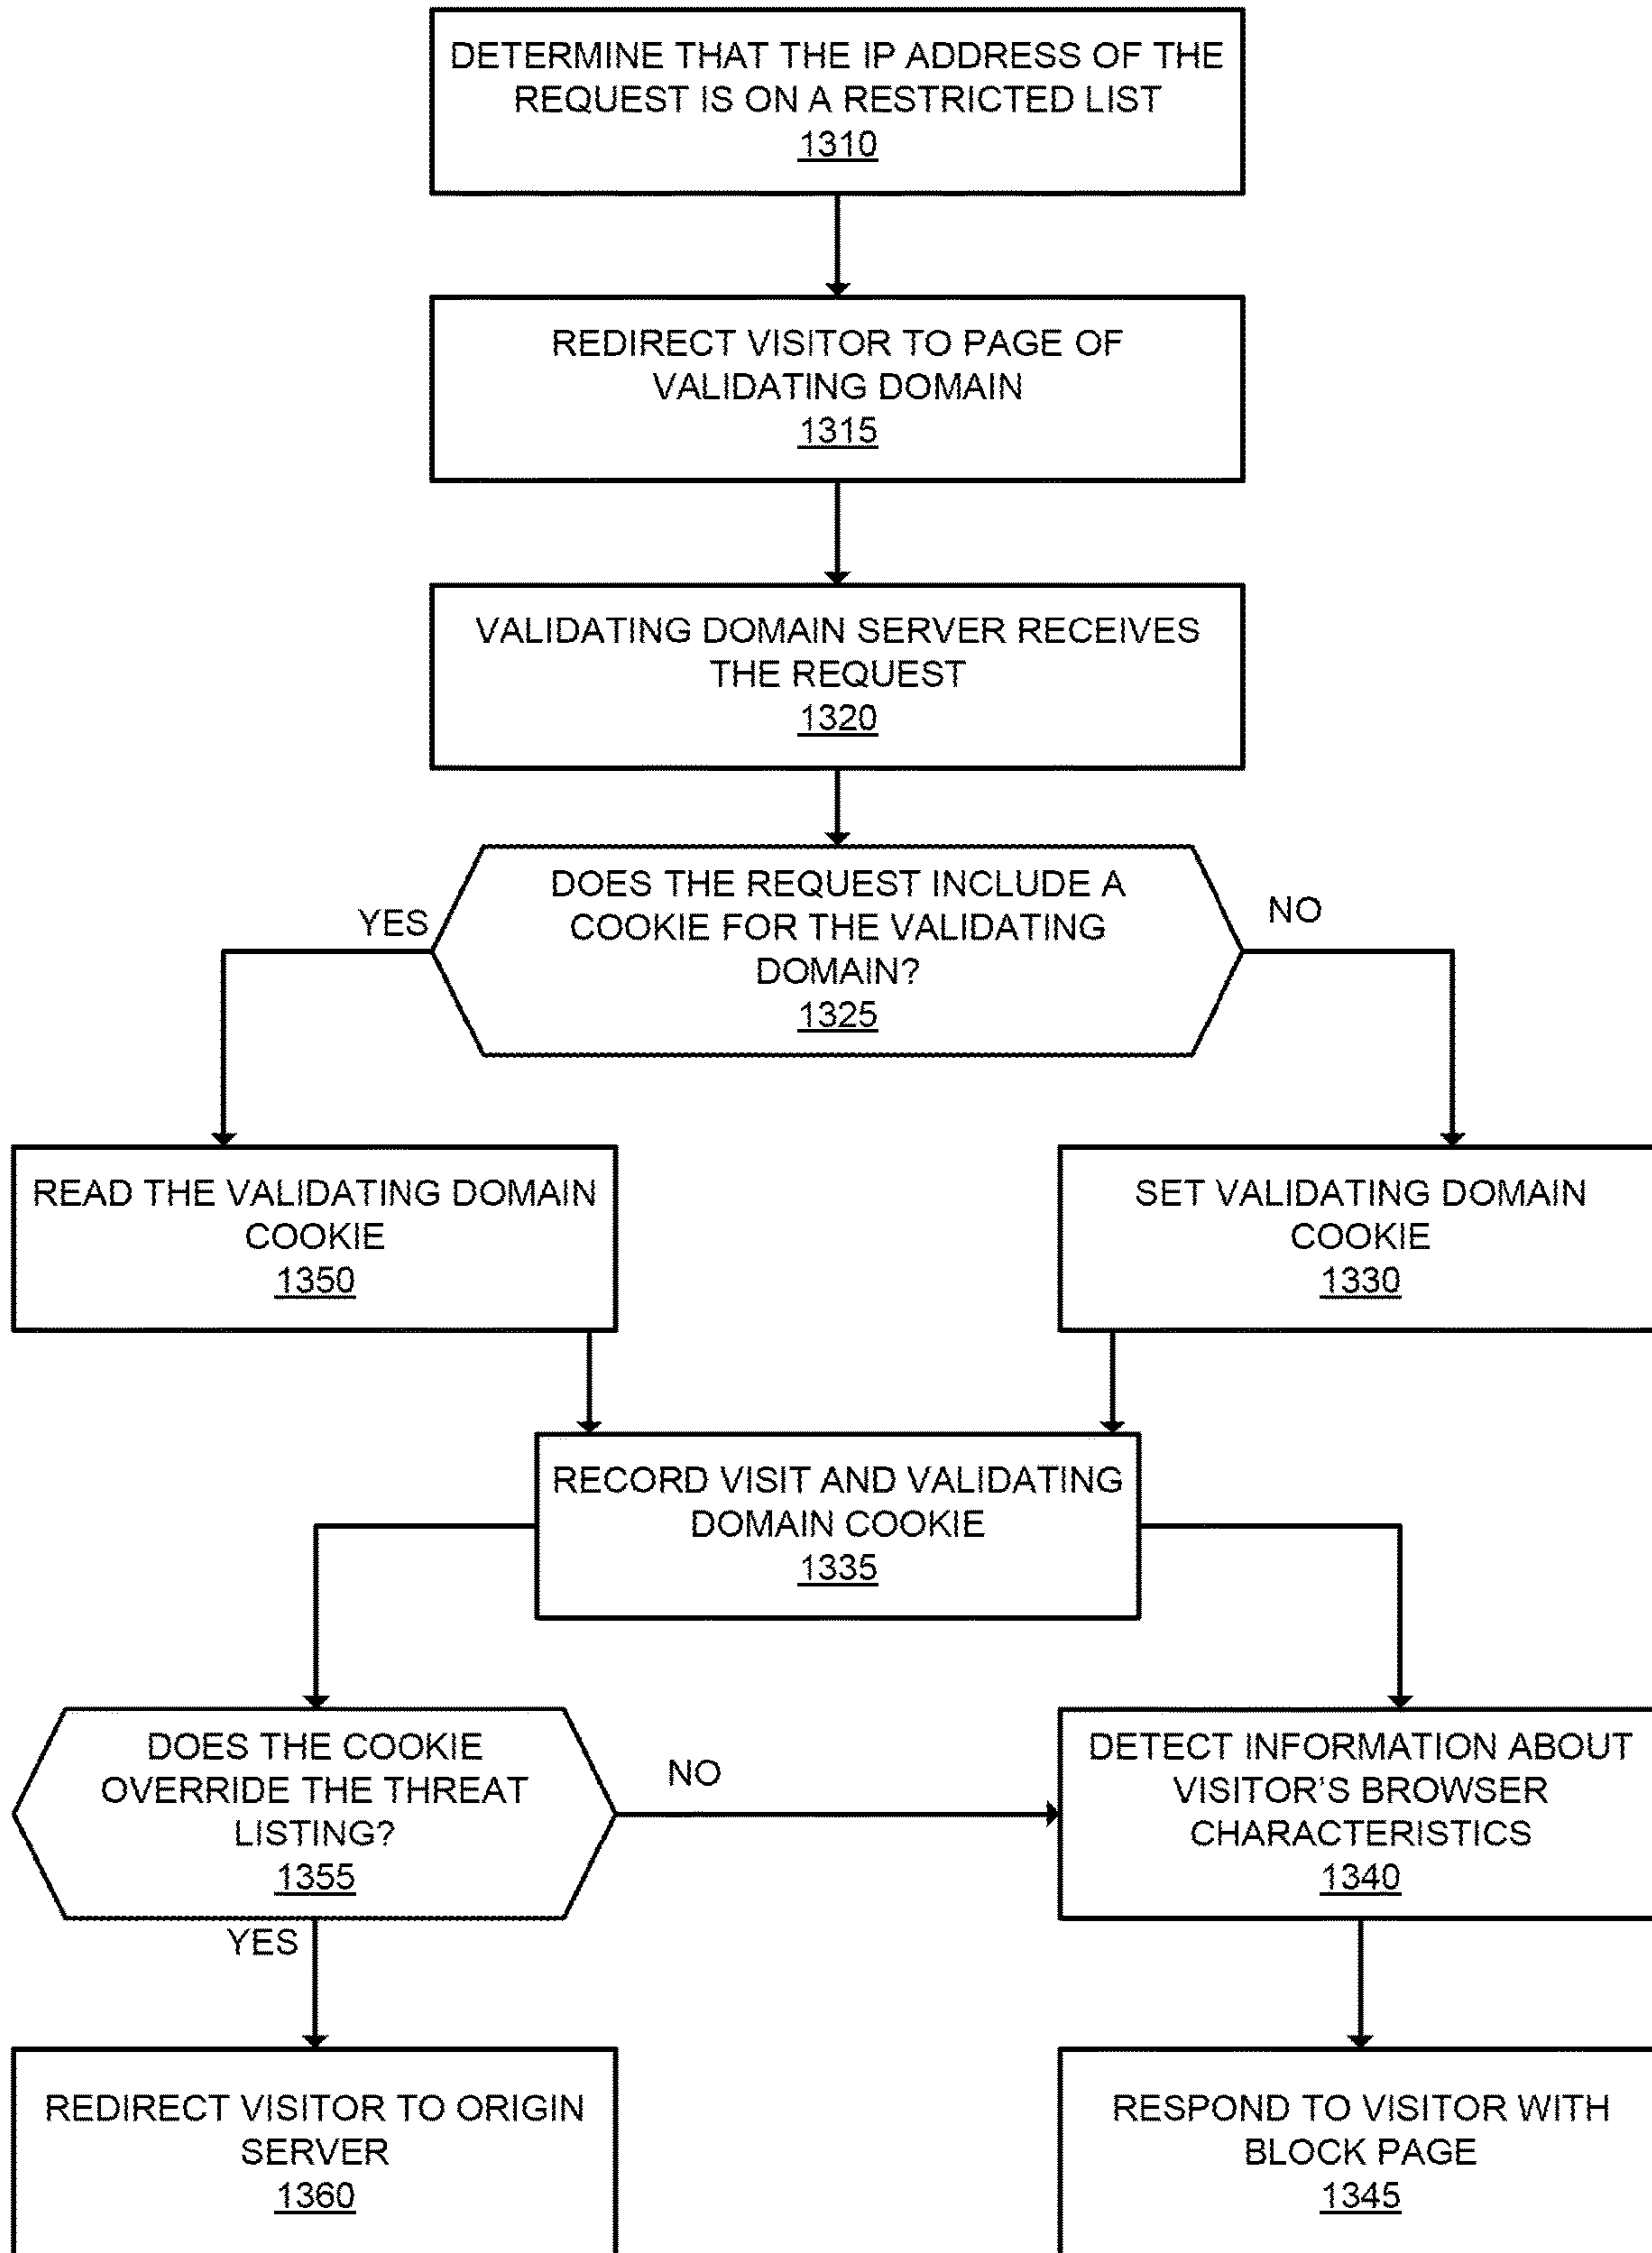 DETERMINE THAT THE IP ADDRESS OF THE
REQUEST IS ON A RESTRICTED LIST
1310
REDIRECT VISITOR TO PAGE OF
VALIDATING DOMAIN
1315
VALIDATING DOMAIN SERVER RECEIVES
THE REQUEST
1320
DOES THE REQUEST INCLUDE A
COOKIE FOR THE VALIDATING
DOMAIN?
1325
YES
NO
READ THE VALIDATING DOMAIN
COOKIE
1350
SET VALIDATING DOMAIN
COOKIE
1330
RECORD VISIT AND VALIDATING
DOMAIN COOKIE
1335
DOES THE COOKIE
OVERRIDE THE THREAT
LISTING?
1355
NO
YES
DETECT INFORMATION ABOUT
VISITOR'S BROWSER
CHARACTERISTICS
1340
REDIRECT VISITOR TO ORIGIN
SERVER
1360
RESPOND TO VISITOR WITH
BLOCK PAGE
1345